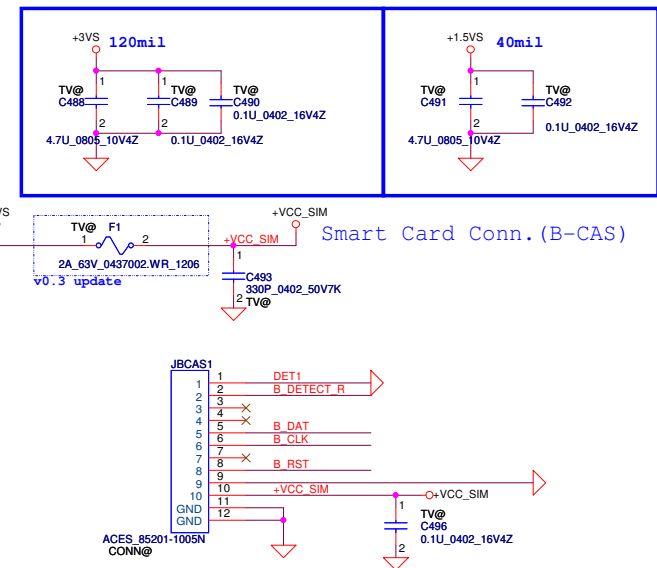 +3VS
120mil
+1.5VS
40mil
TV@
C488
TV@
C489
TV@
C490
0.1U_0402_16V4Z
TV@
C491
TV@
C492
0.1U_0402_16V4Z
1
1
1
2
2
2
4.7U_0805_10V4Z
0.1U_0402_16V4Z
4.7U_0805_10V4Z
VS
TV@
F1
1
2
2A_63V_0437002.WR_1206
v0.3 update
+VCC_SIM
+VCC_SIM
Smart Card Conn.(B-CAS)
1
C493
330P_0402_50V7K
2
TV@
JBCAS1
1
1
DET1
2
2
B_DETECT_R
3
3
4
4
5
5
B_DAT
6
6
B_CLK
7
7
8
8
B_RST
9
9
10
10
+VCC_SIM
+VCC_SIM
GND
11
GND
12
ACES_85201-1005N
CONN@
1
TV@
C496
0.1U_0402_16V4Z
2